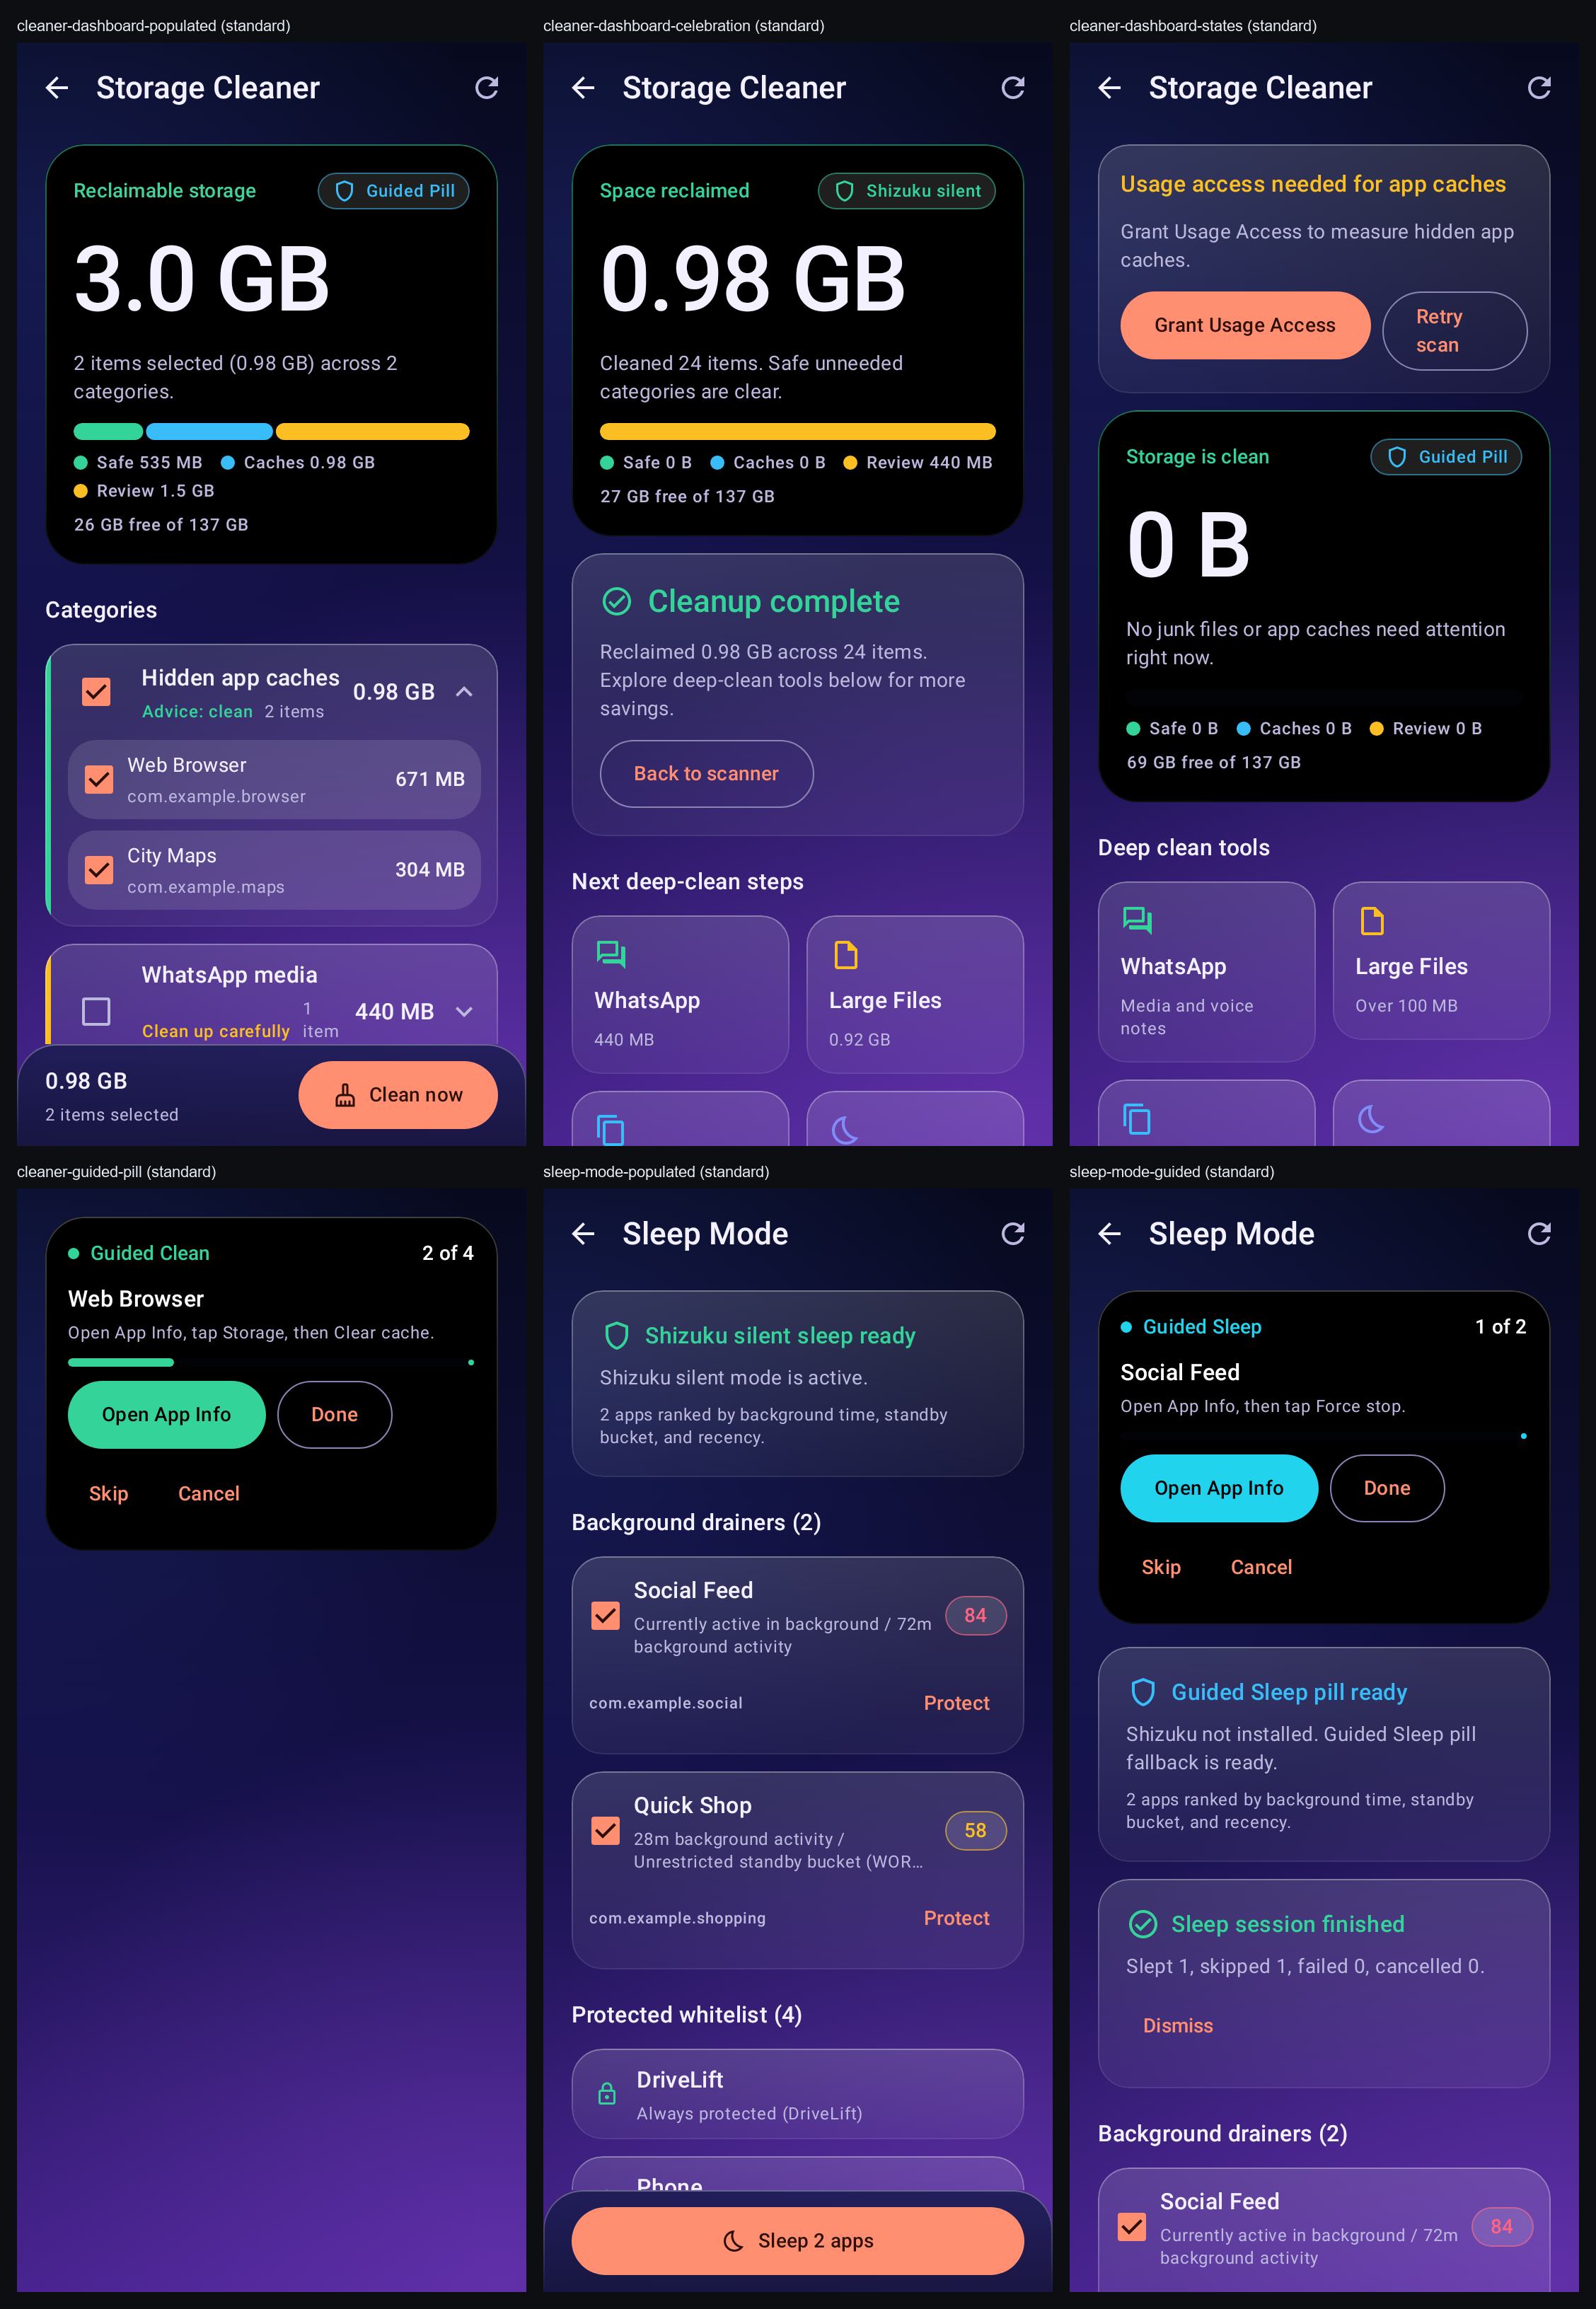 cleaner-dashboard-populated (standard)
Storage Cleaner
Reclaimable storage
Guided Pill
3.0 GB
2 items selected (0.98 GB) across 2
categories.
Safe 535 MB
Caches 0.98 GB
Review 1.5 GB
26 GB free of 137 GB
Categories
Hidden app caches
0.98 GB
Advice: clean
2 items
Web Browser
com.example.browser
671 MB
City Maps
com.example.maps
304 MB
WhatsApp media
Clean up carefully
1
item
440 MB
0.98 GB
2 items selected
Clean now
cleaner-dashboard-celebration (standard)
Storage Cleaner
Space reclaimed
Shizuku silent
0.98 GB
Cleaned 24 items. Safe unneeded
categories are clear.
Safe 0 B
Caches 0 B
Review 440 MB
27 GB free of 137 GB
Cleanup complete
Reclaimed 0.98 GB across 24 items.
Explore deep-clean tools below for more
savings.
Back to scanner
Next deep-clean steps
WhatsApp
440 MB
Large Files
0.92 GB
cleaner-dashboard-states (standard)
Storage Cleaner
Usage access needed for app caches
Grant Usage Access to measure hidden app
caches.
Grant Usage Access
Retry
scan
Storage is clean
Guided Pill
0 B
No junk files or app caches need attention
right now.
Safe 0 B
Caches 0 B
Review 0 B
69 GB free of 137 GB
Deep clean tools
WhatsApp
Media and voice
notes
Large Files
Over 100 MB
cleaner-guided-pill (standard)
Guided Clean
2 of 4
Web Browser
Open App Info, tap Storage, then Clear cache.
Open App Info
Done
Skip
Cancel
sleep-mode-populated (standard)
Sleep Mode
Shizuku silent sleep ready
Shizuku silent mode is active.
2 apps ranked by background time, standby
bucket, and recency.
Background drainers (2)
Social Feed
Currently active in background / 72m
background activity
84
com.example.social
Protect
Quick Shop
28m background activity /
Unrestricted standby bucket (WOR…
58
com.example.shopping
Protect
Protected whitelist (4)
DriveLift
Always protected (DriveLift)
Phone
Sleep 2 apps
sleep-mode-guided (standard)
Sleep Mode
Guided Sleep
1 of 2
Social Feed
Open App Info, then tap Force stop.
Open App Info
Done
Skip
Cancel
Guided Sleep pill ready
Shizuku not installed. Guided Sleep pill
fallback is ready.
2 apps ranked by background time, standby
bucket, and recency.
Sleep session finished
Slept 1, skipped 1, failed 0, cancelled 0.
Dismiss
Background drainers (2)
Social Feed
Currently active in background / 72m
background activity
84